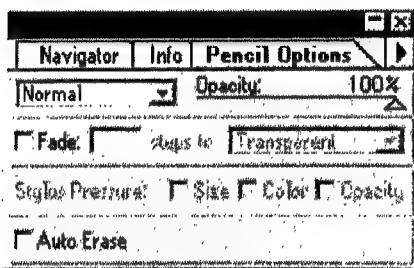 Navigator Info Pencil Options
Normal Opacity: 100%
Fade: steps to Transparent
Stylus Pressure: Size Color Opacity
Auto Erase